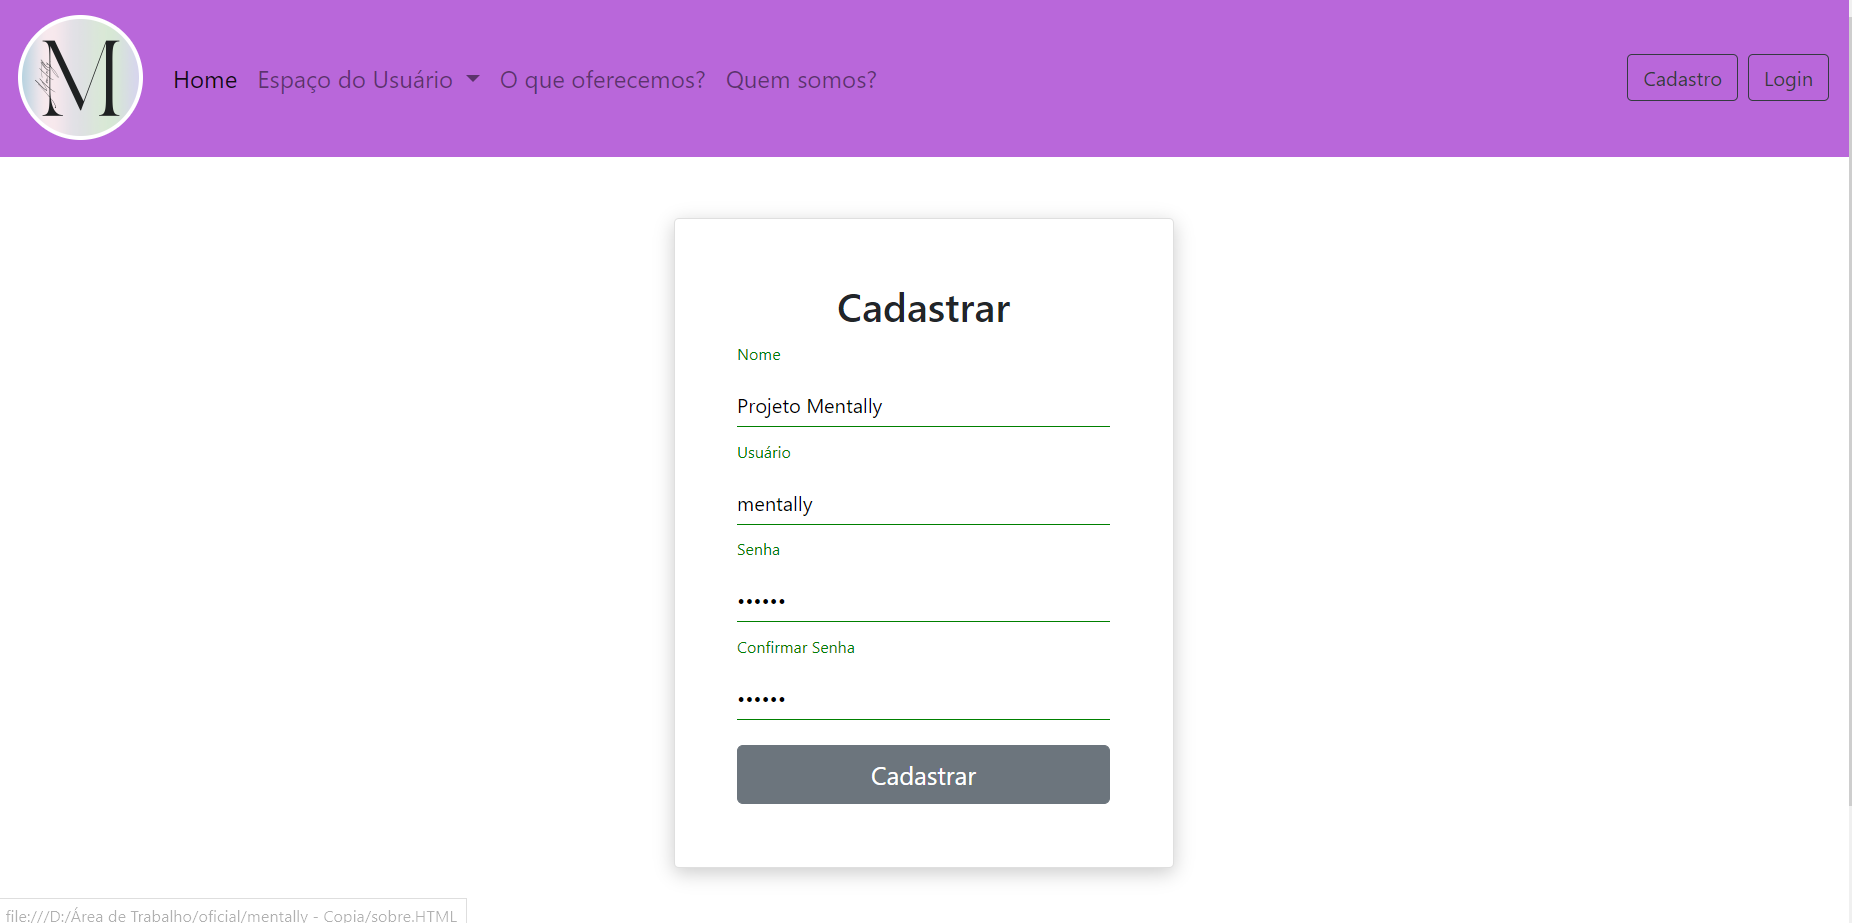 M
Home Espaço do Usuário O que oferecemos? Quem somos? Cadastro Login
Cadastrar
Nome
Projeto Mentally
Usuário
mentally
Senha
••••••
Confirmar Senha
••••••
Cadastrar
file:///D:/Área de Trabalho/oficial/mentally - Copia/sobre.HTML